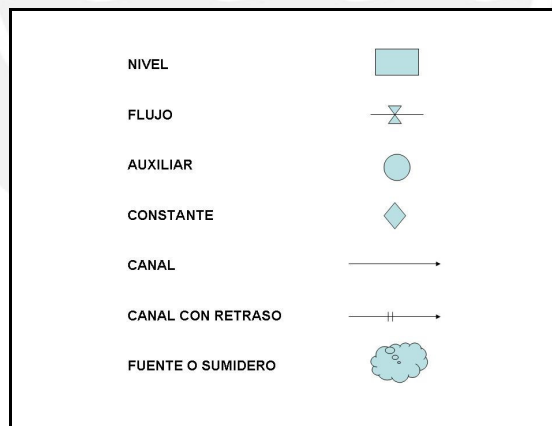 NIVEL
FLUJO
AUXILIAR
CONSTANTE
CANAL
CANAL CON RETRASO
FUENTE O SUMIDERO